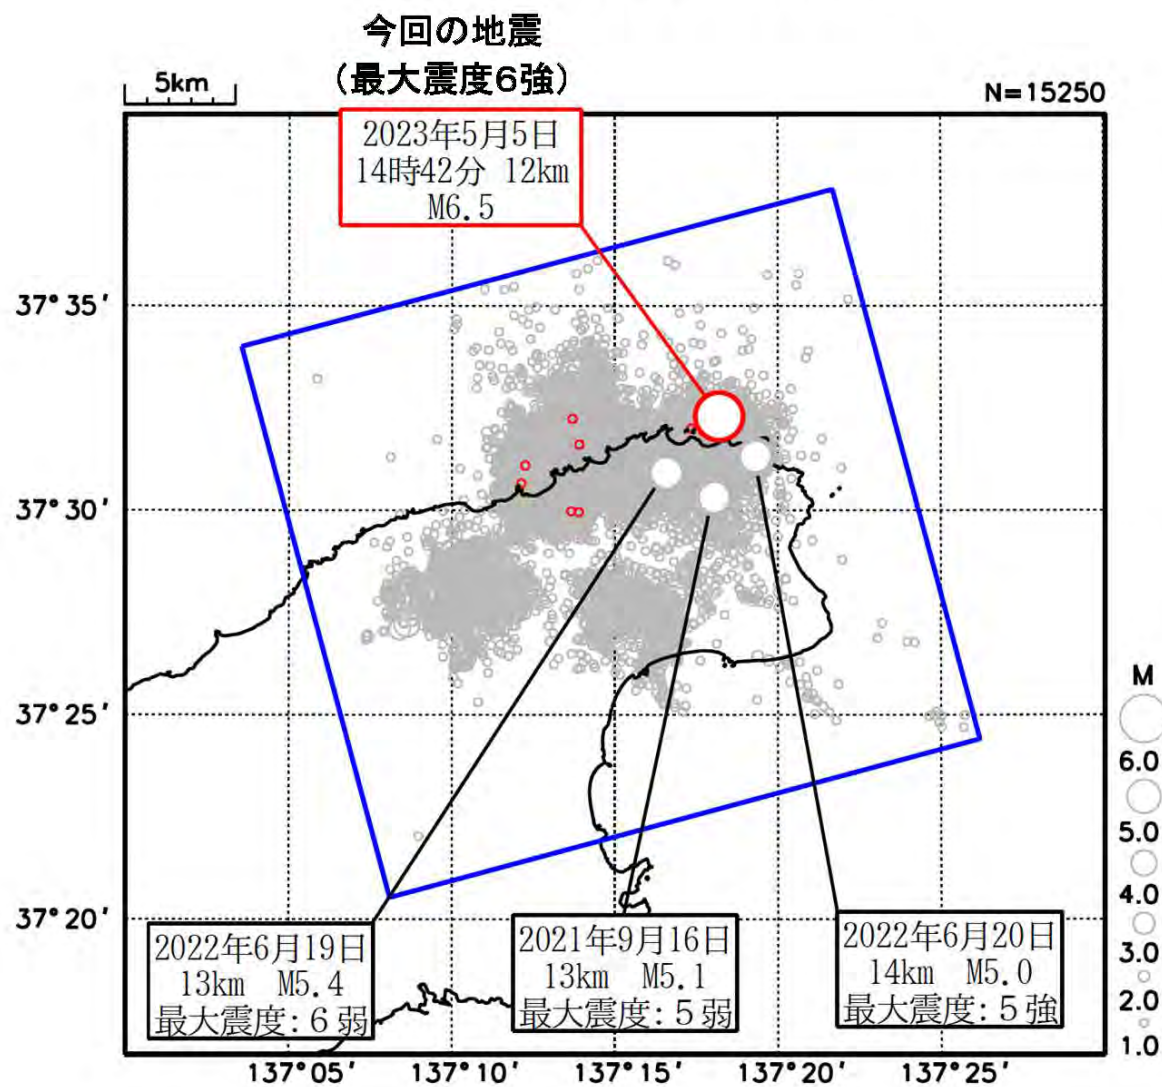 今回の地震
（最大震度6強）
5km
N=15250
2023年5月5日
14時42分 12km
M6.5
37°35′
37°30′
37°25′
37°20′
M
6.0
5.0
4.0
3.0
2.0
1.0
2022年6月19日
13km M5.4
最大震度:6弱
2021年9月16日
13km M5.1
最大震度:5弱
2022年6月20日
14km M5.0
最大震度:5強
137°05′
137°10′
137°15′
137°20′
137°25′